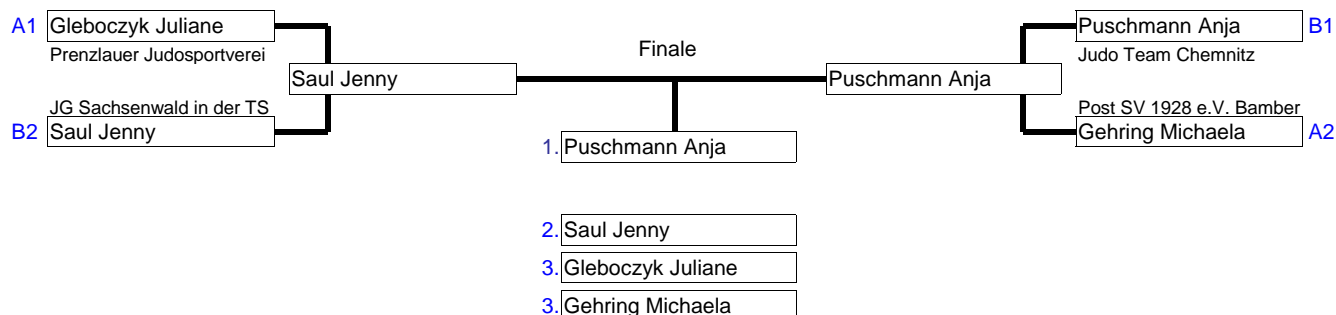 A1 Gleboczyk Juliane
Prenzlauer Judosportverei
JG Sachsenwald in der TS
B2 Saul Jenny
Saul Jenny
Finale
Puschmann Anja
Puschmann Anja B1
Judo Team Chemnitz
Post SV 1928 e.V. Bamber
Gehring Michaela A2
1. Puschmann Anja
2. Saul Jenny
3. Gleboczyk Juliane
3. Gehring Michaela